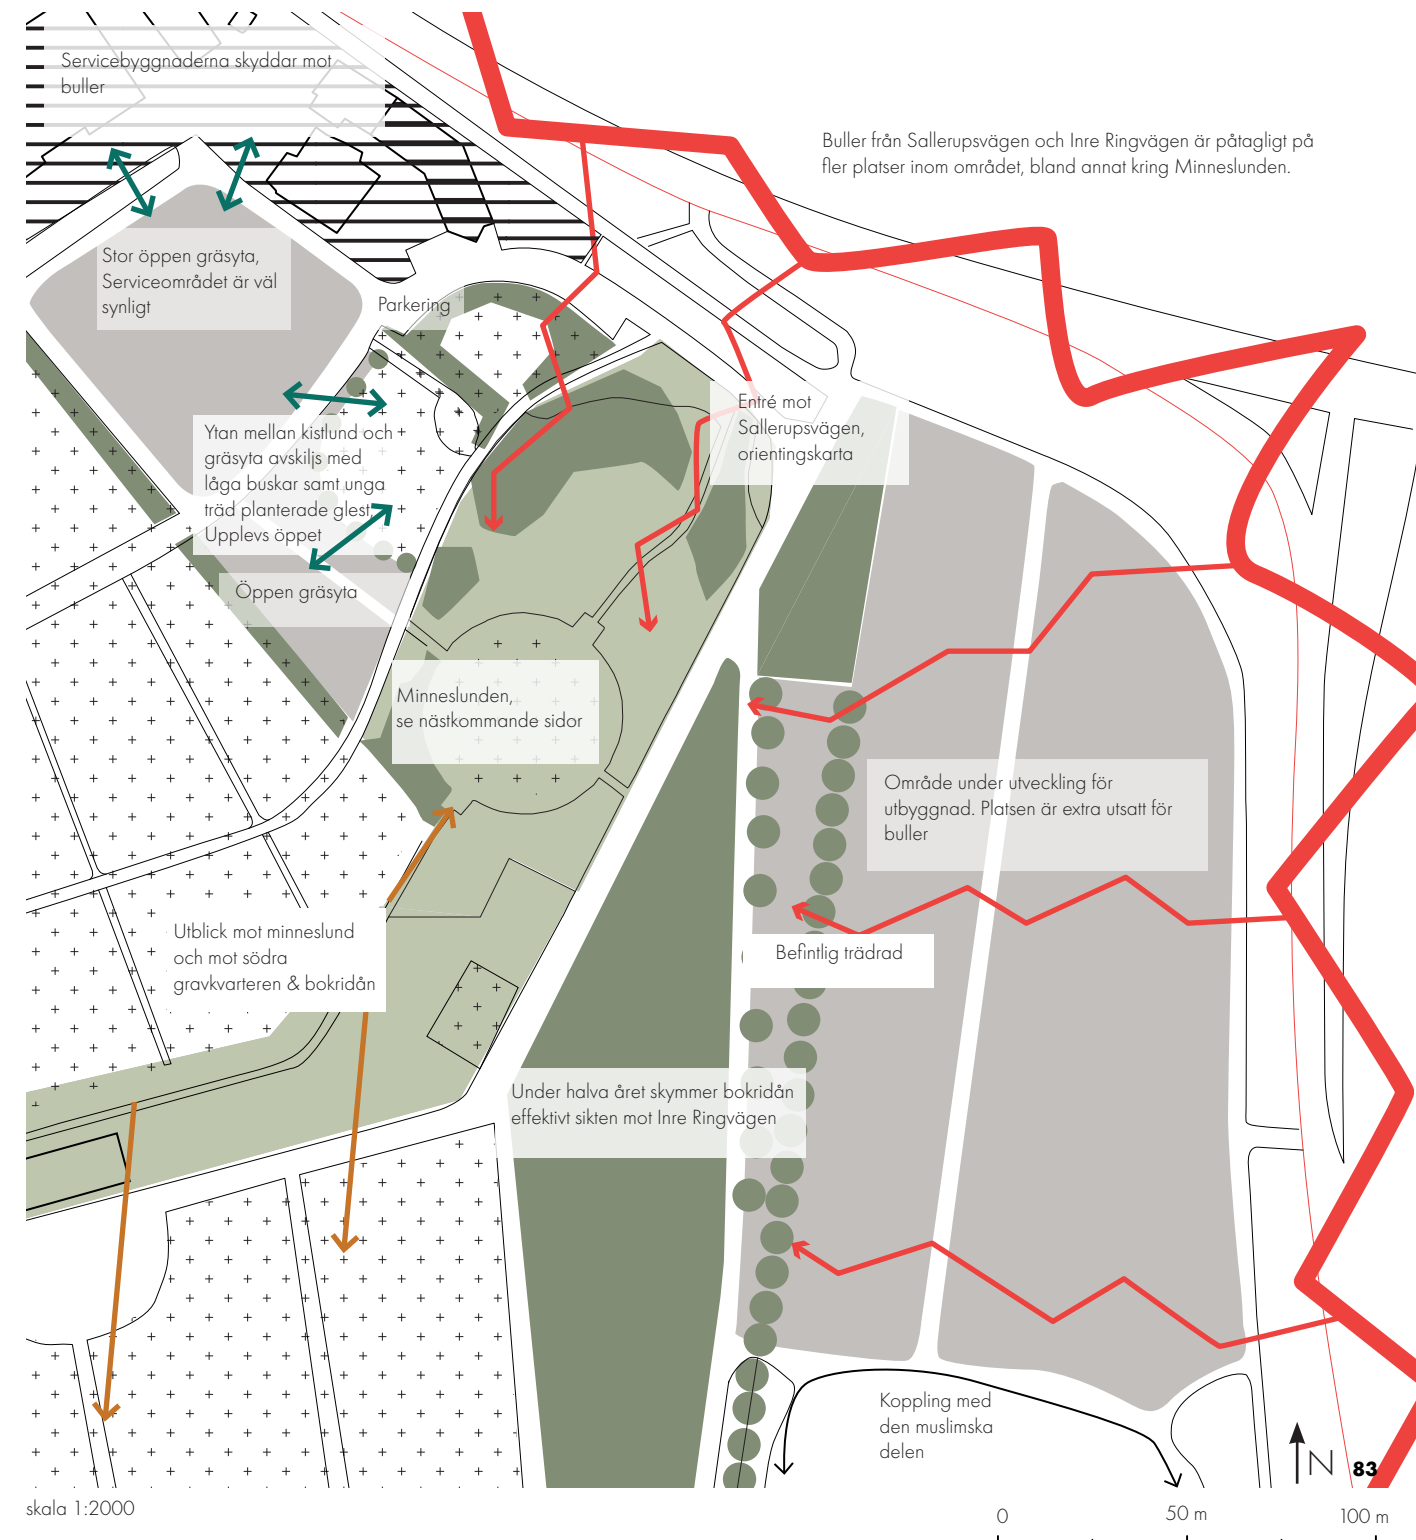 Servicebyggnaderna skyddar mot
buller
Buller från Sallerupsvägen och Inre Ringvägen är påtagligt på
fler platser inom området, bland annat kring Minneslunden.
Stor öppen gräsyta,
Serviceområdet är väl
synligt
Parkering
Entré mot
Sallerupsvägen,
orientingskarta
Ytan mellan kistlund och
gräsyta avskiljs med
låga buskar samt unga
träd planterade glest.
Upplevs öppet
Öppen gräsyta
Minneslunden,
se nästkommande sidor
Område under utveckling för
utbyggnad. Platsen är extra utsatt för
buller
Utblick mot minneslund
och mot södra
gravkvarteren & bokridån
Befintlig trädrad
Under halva året skymmer bokridån
effektivt sikten mot Inre Ringvägen
Koppling med
den muslimska
delen
N
83
skala 1:2000
0
50 m
100 m